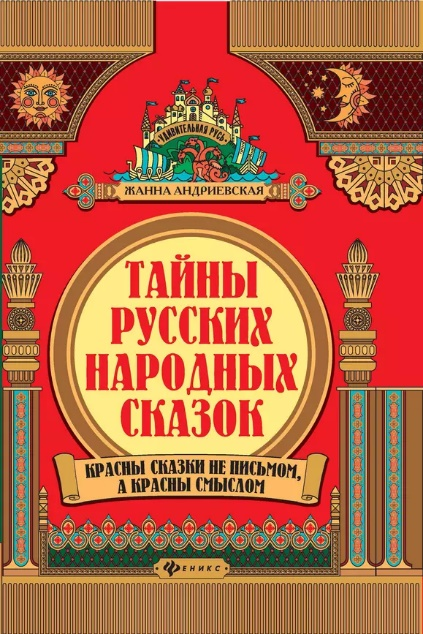 УДИВИТЕЛЬНАЯ РУСЬ
ЖАННА АНДРИЕВСКАЯ
ТАЙНЫ
РУССКИХ
НАРОДНЫХ
СКАЗОК
КРАСНЫ СКАЗКИ НЕ ПИСЬМОМ,
А КРАСНЫ СМЫСЛОМ
ФЕНИКС